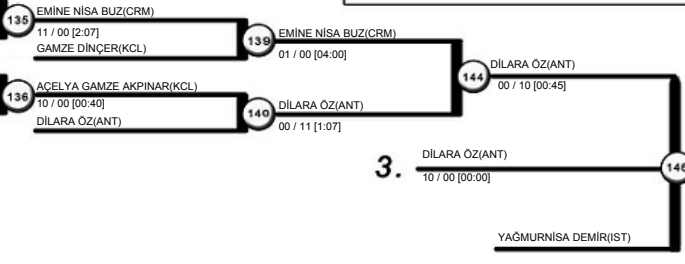 135
EMİNE NİSA BUZ(CRM)
11 / 00 [2:07]
GAMZE DİNÇER(KCL)
139
EMİNE NİSA BUZ(CRM)
01 / 00 [04:00]
136
AÇELYA GAMZE AKPINAR(KCL)
10 / 00 [00:40]
DİLARA ÖZ(ANT)
140
DİLARA ÖZ(ANT)
00 / 11 [1:07]
144
DİLARA ÖZ(ANT)
00 / 10 [00:45]
3.
DİLARA ÖZ(ANT)
10 / 00 [00:00]
146
YAĞMURNİSA DEMİR(IST)